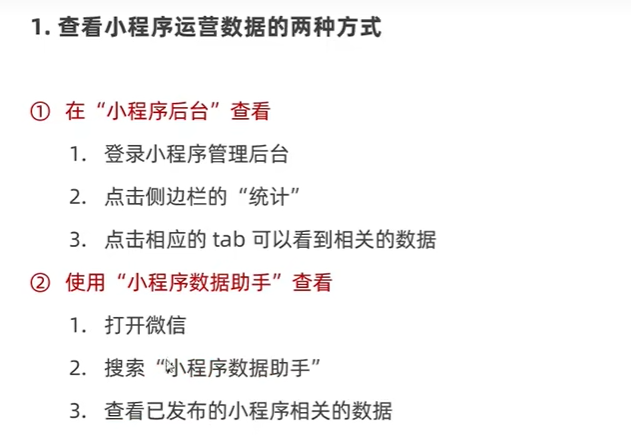 1. 查看小程序运营数据的两种方式
① 在“小程序后台”查看
1. 登录小程序管理后台
2. 点击侧边栏的“统计”
3. 点击相应的 tab 可以看到相关的数据
② 使用“小程序数据助手”查看
1. 打开微信
2. 搜索“小程序数据助手”
3. 查看已发布的小程序相关的数据